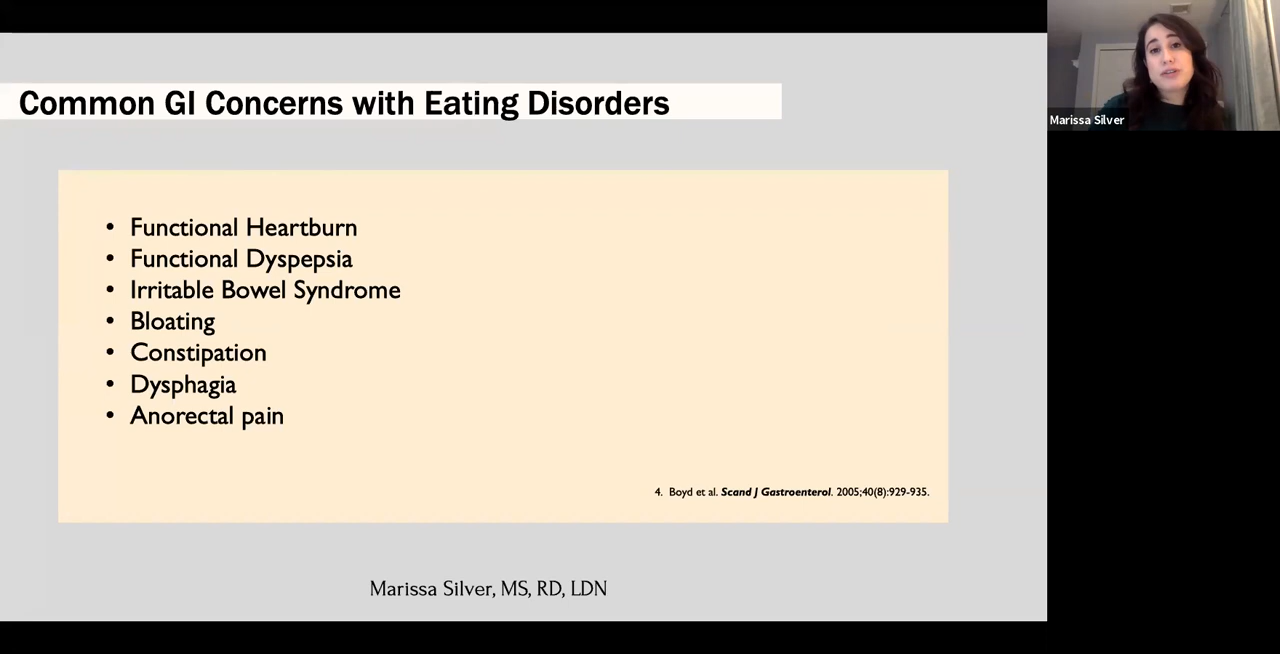 Common GI Concerns with Eating Disorders
Marissa Silver
• Functional Heartburn
• Functional Dyspepsia
• Irritable Bowel Syndrome
• Bloating
• Constipation
• Dysphagia
• Anorectal pain
4. Boyd et al. Scand J Gastroenterol. 2005;40(8):929-935.
Marissa Silver, MS, RD, LDN